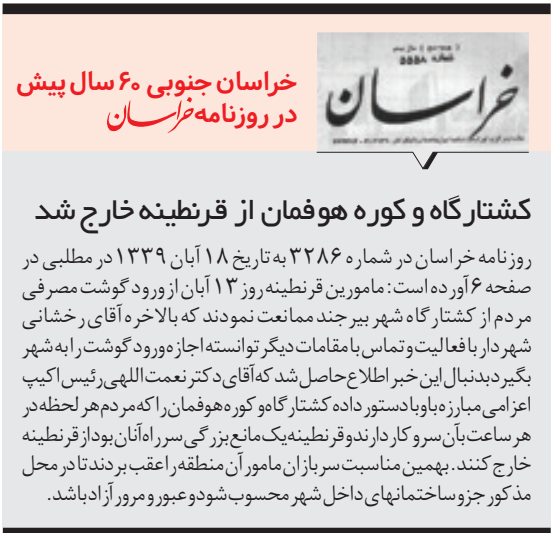 خراسان جنوبی ۶۰ سال پیش
در روزنامه خراسان
خراسان
کشتارگاه و کوره هوفمان از قرنطینه خارج شد
روزنامه خراسان در شماره ۳۲۸۶ به تاریخ ۱۸ آبان ۱۳۳۹ در مطلبی در
صفحه ۶ آورده است: مامورین قرنطینه روز ۱۳ آبان از ورود گوشت مصرفی
مردم از کشتارگاه شهر بیرجند ممانعت نمودند که بالاخره آقای رخشانی
شهردار با فعالیت و تماس با مقامات دیگر توانسته اجازه ورود گوشت را به شهر
بگیرد بدنبال این خبر اطلاع حاصل شد که آقای دکتر نعمت اللهی رئیس اکیپ
اعزامی مبارزه با وبا دستور داده کشتارگاه و کوره هوفمان را که مردم هر لحظه در
هر ساعت بآن سر و کار دارند و قرنطینه یک مانع بزرگی سر راه آنان بود از قرنطینه
خارج کنند. بهمین مناسبت سربازان مامور آن منطقه را عقب بردند تا در محل
مذکور جزو ساختمانهای داخل شهر محسوب شود و عبور و مرور آزاد باشد.